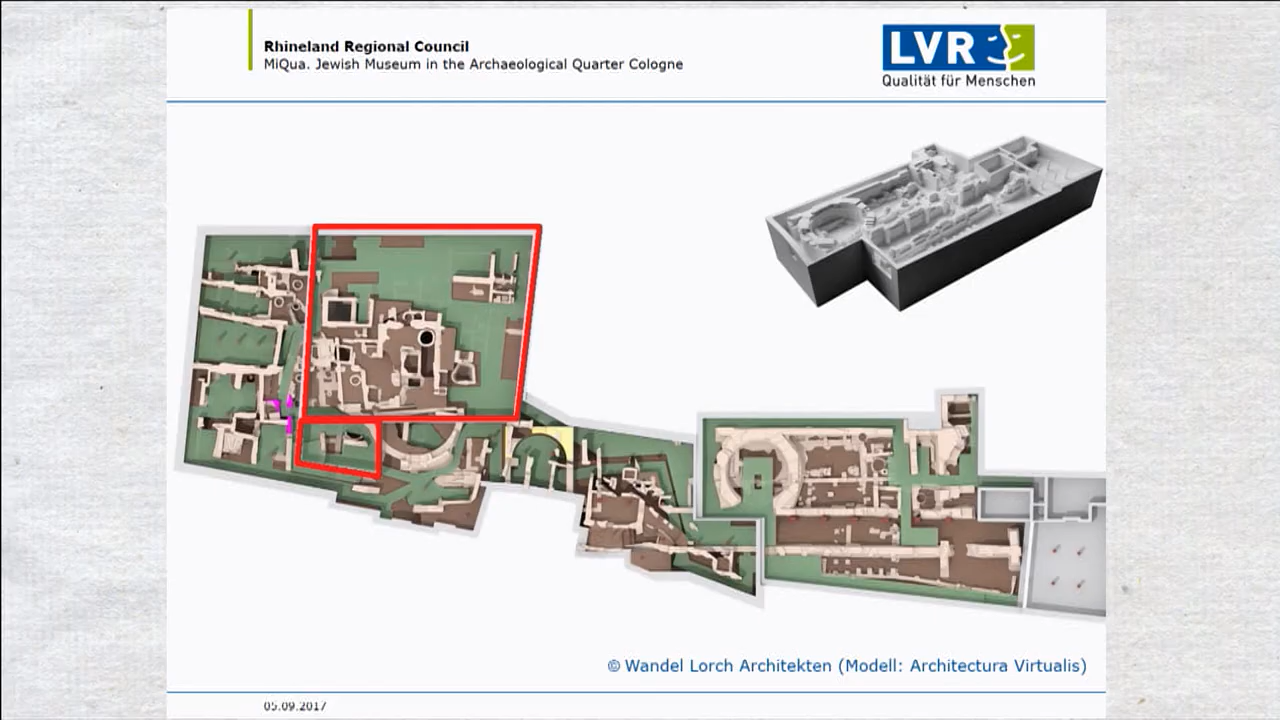 Rhineland Regional Council
MiQua. Jewish Museum in the Archaeological Quarter Cologne
LVR
Qualität für Menschen
© Wandel Lorch Architekten (Modell: Architectura Virtualis)
05.09.2017